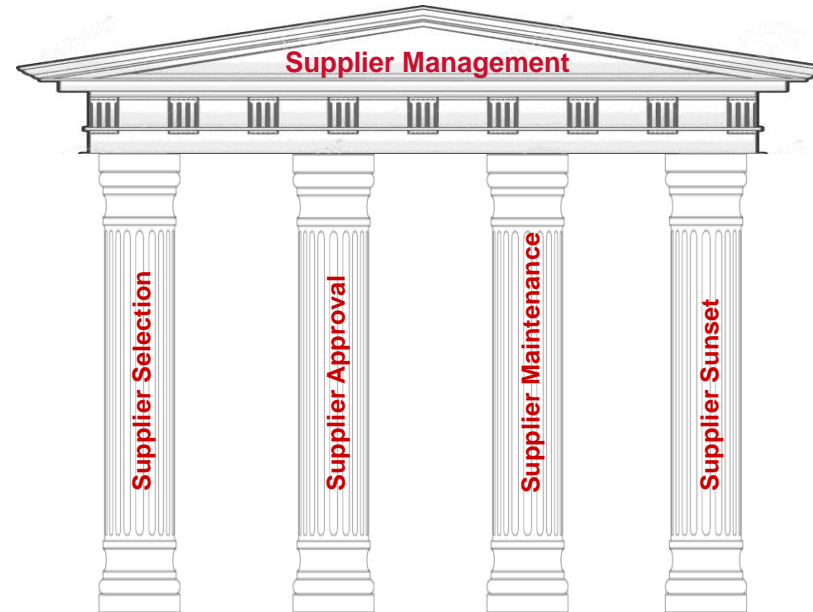 Supplier Management
Supplier Selection
Supplier Approval
Supplier Maintenance
Supplier Sunset